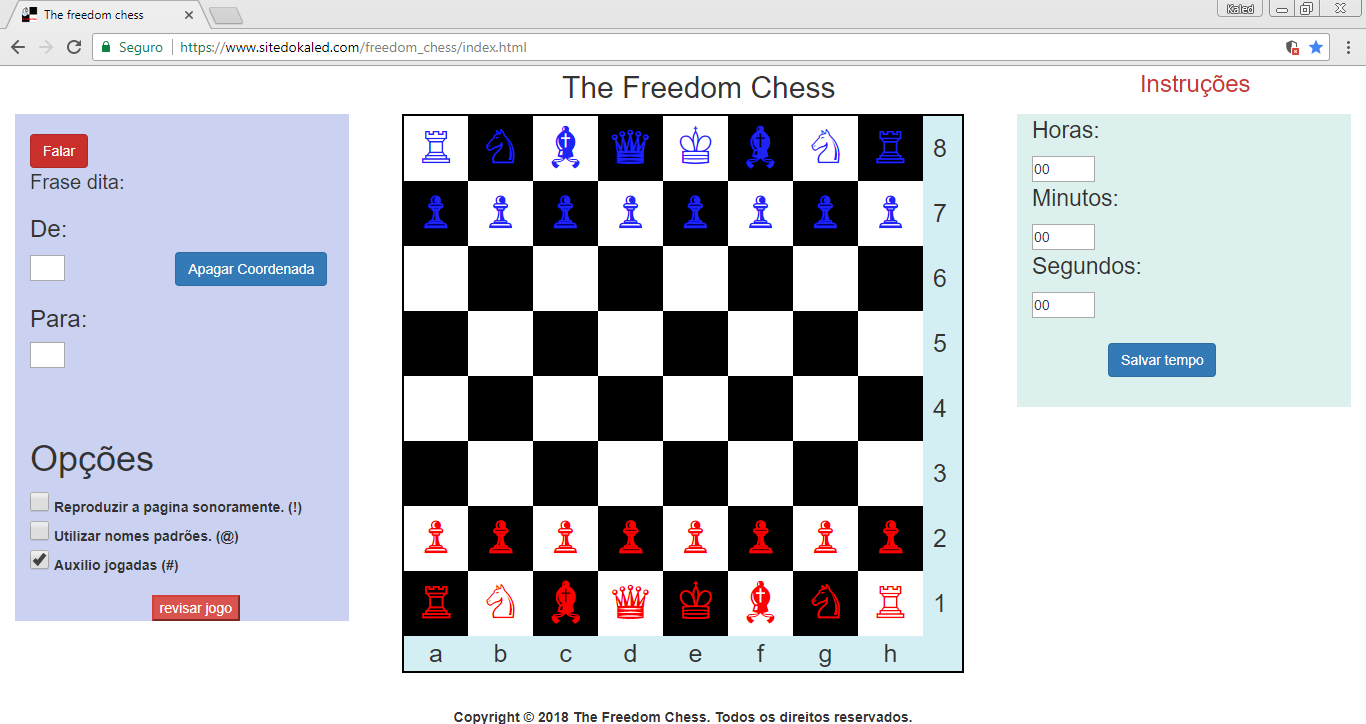 The freedom chess
Kaled
Seguro
https://www.sitedokaled.com/freedom_chess/index.html
The Freedom Chess
Instruções
Falar
Frase dita:
De:
Apagar Coordenada
Para:
Opções
Reproduzir a pagina sonoramente. (!)
Utilizar nomes padrões. (@)
Auxilio jogadas (#)
revisar jogo
8
7
6
5
4
3
2
1
a b c d e f g h
Horas:
00
Minutos:
00
Segundos:
00
Salvar tempo
Copyright © 2018 The Freedom Chess. Todos os direitos reservados.